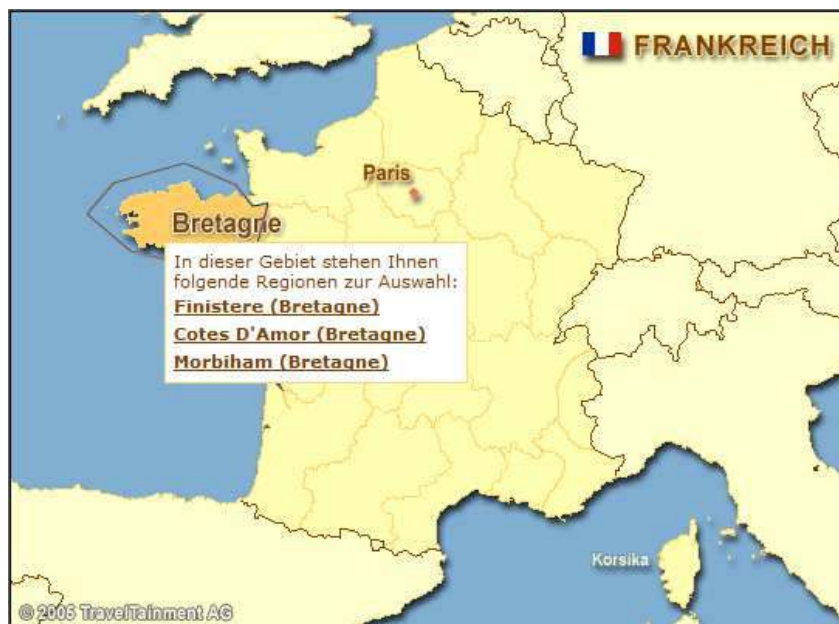 FRANKREICH
Paris
Bretagne
In dieser Gebiet stehen Ihnen
folgende Regionen zur Auswahl:
Finistere (Bretagne)
Cotes D'Amor (Bretagne)
Morbiham (Bretagne)
Korsika
© 2005 TravelTainment AG